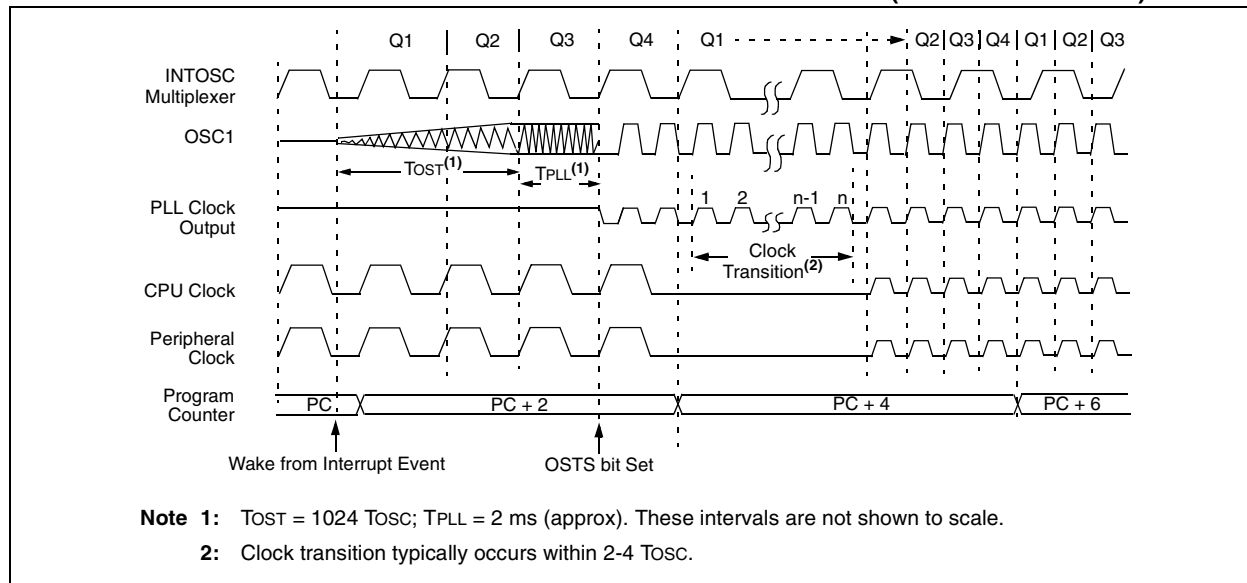 Q1 Q2 Q3 Q4 Q1 Q2 Q3 Q4 Q1 Q2 Q3
INTOSC
Multiplexer
OSC1
TOST(1)
TPLL(1)
1 2 n-1 n
PLL Clock
Output
Clock
Transition(2)
CPU Clock
Peripheral
Clock
Program
Counter
PC PC + 2 PC + 4 PC + 6
Wake from Interrupt Event OSTS bit Set
Note 1: TOST = 1024 TOSC; TPLL = 2 ms (approx). These intervals are not shown to scale.
2: Clock transition typically occurs within 2-4 TOSC.